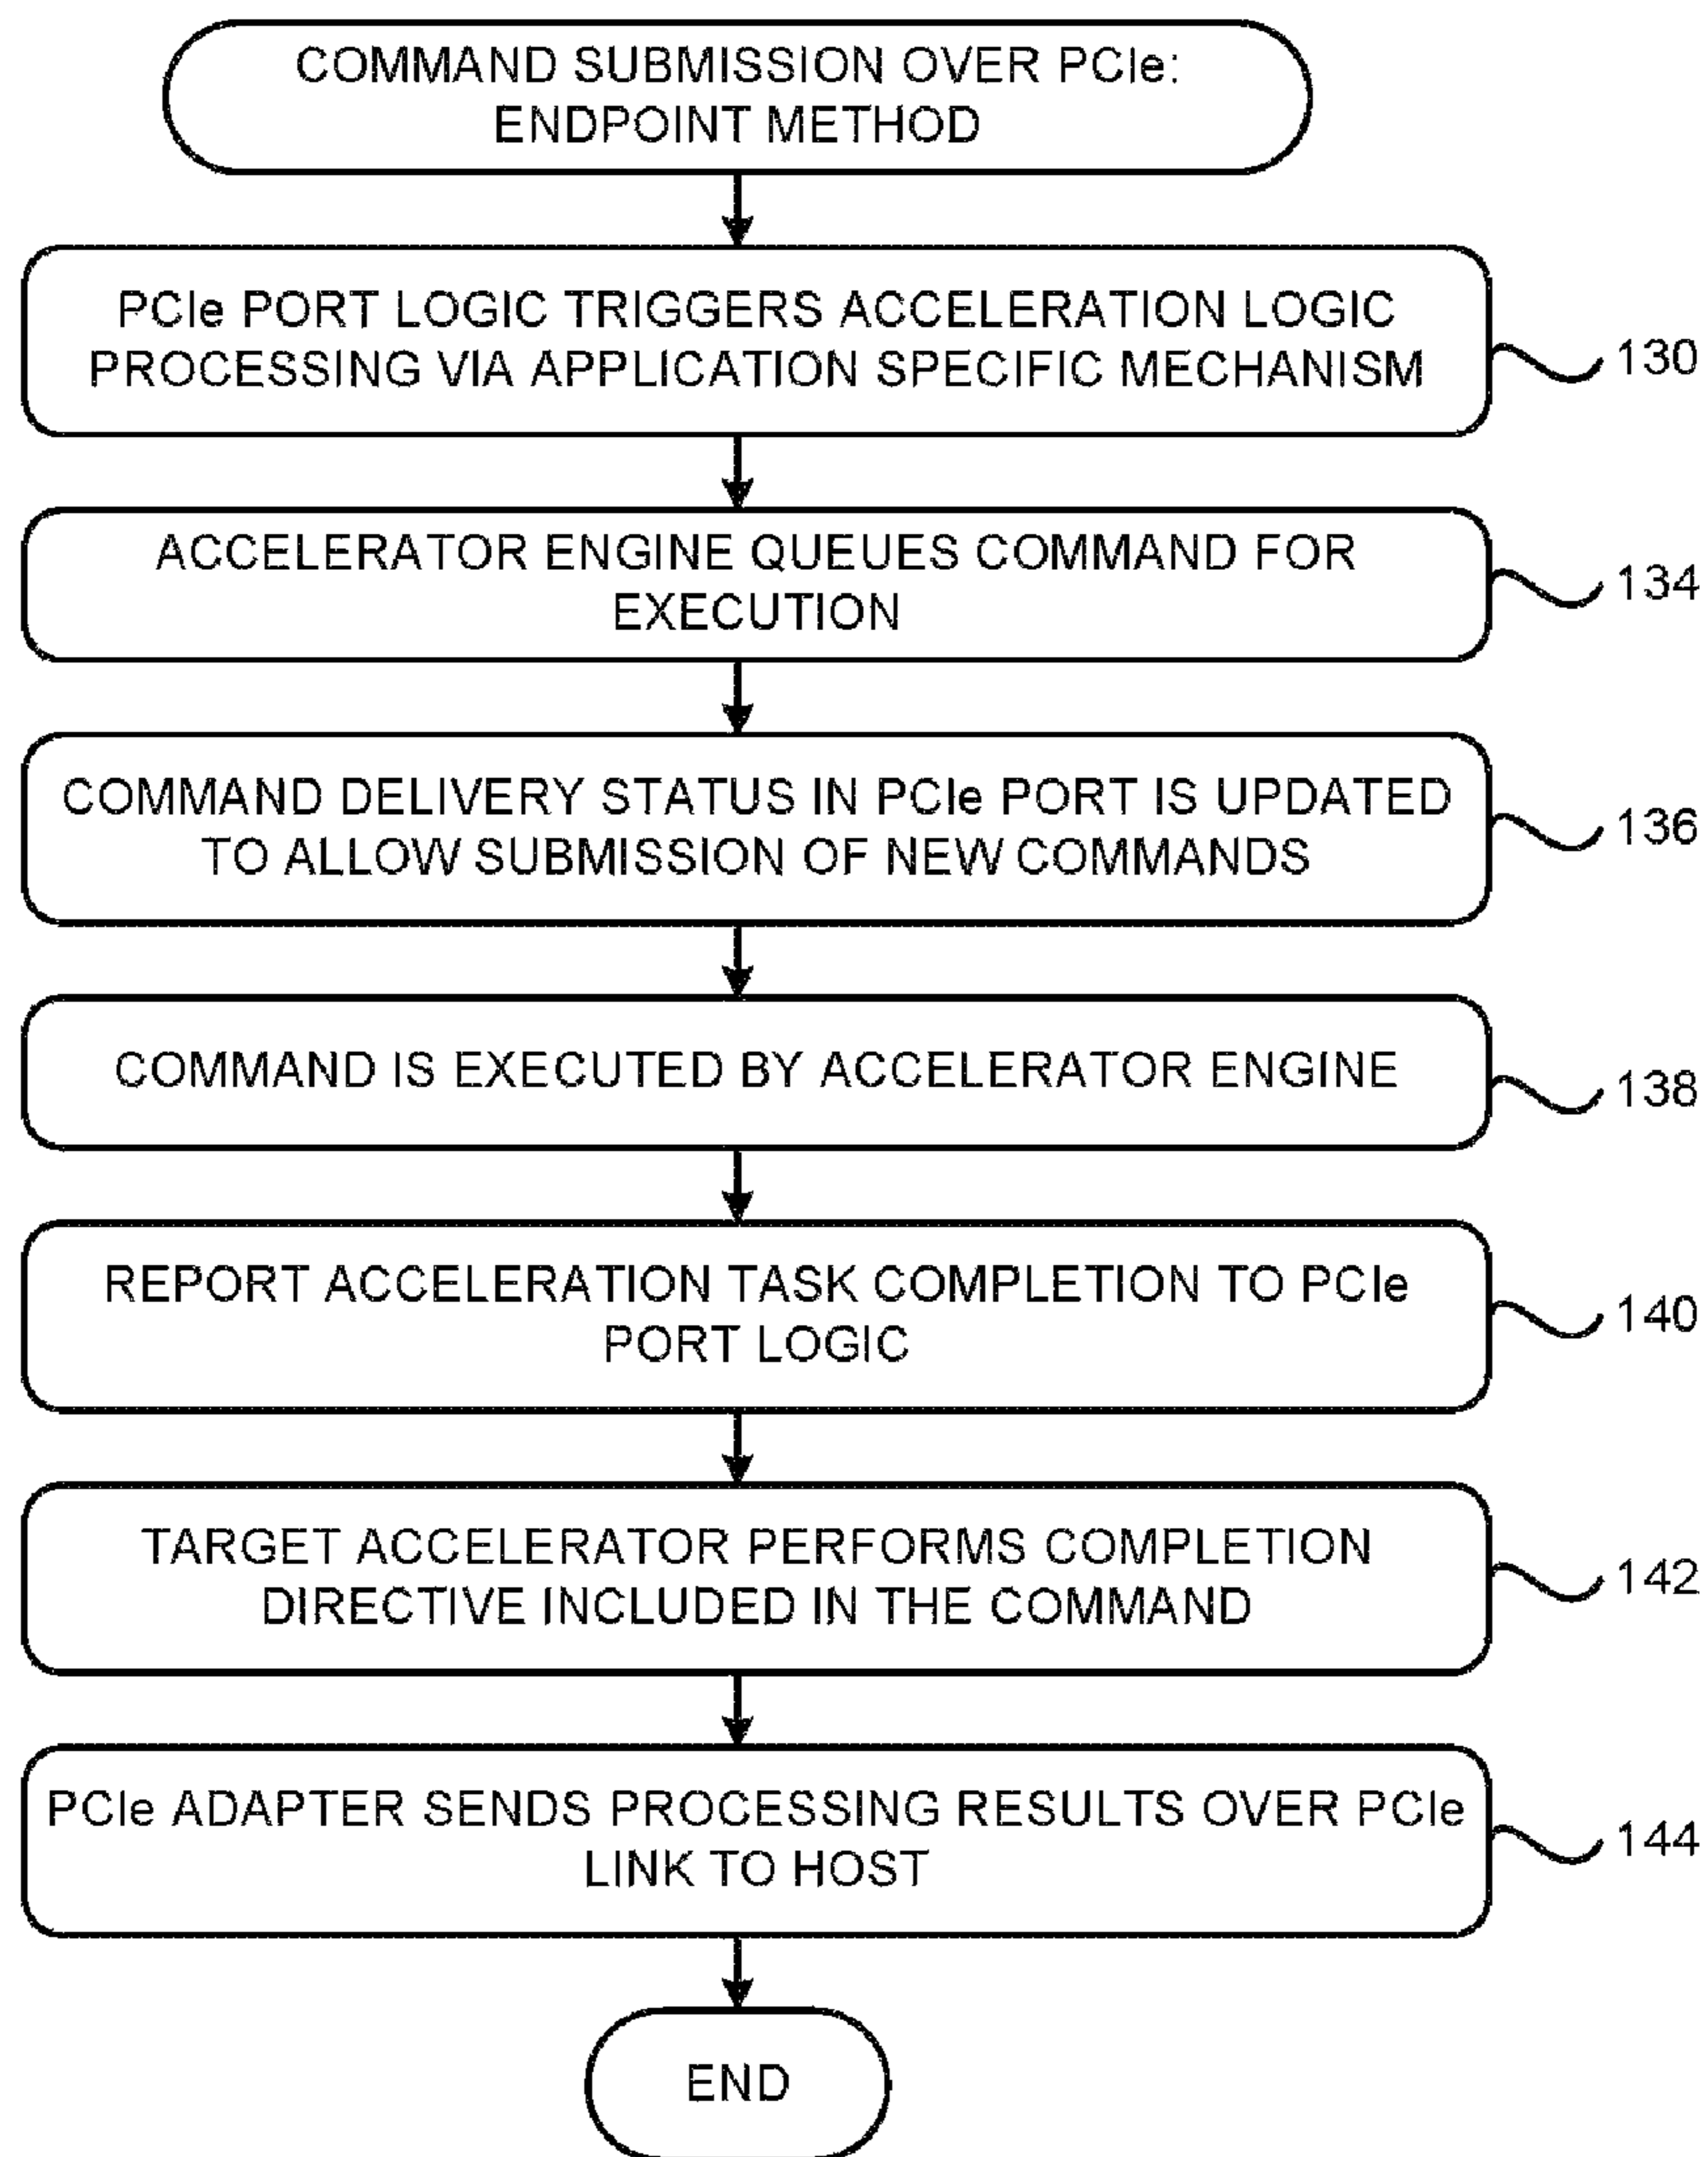 COMMAND SUBMISSION OVER PCIe:
ENDPOINT METHOD
PCIe PORT LOGIC TRIGGERS ACCELERATION LOGIC
PROCESSING VIA APPLICATION SPECIFIC MECHANISM
130
ACCELERATOR ENGINE QUEUES COMMAND FOR
EXECUTION
134
COMMAND DELIVERY STATUS IN PCIe PORT IS UPDATED
TO ALLOW SUBMISSION OF NEW COMMANDS
136
COMMAND IS EXECUTED BY ACCELERATOR ENGINE
138
REPORT ACCELERATION TASK COMPLETION TO PCIe
PORT LOGIC
140
TARGET ACCELERATOR PERFORMS COMPLETION
DIRECTIVE INCLUDED IN THE COMMAND
142
PCIe ADAPTER SENDS PROCESSING RESULTS OVER PCIe
LINK TO HOST
144
END